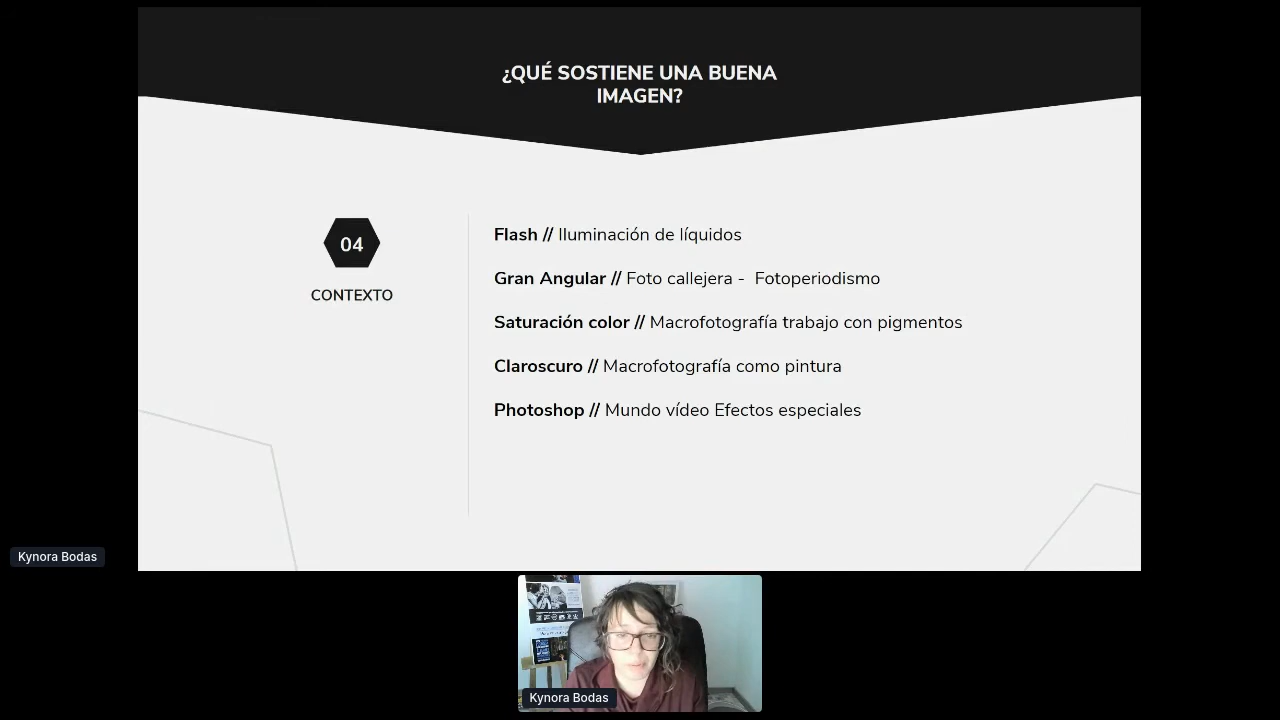 ¿QUÉ SOSTIENE UNA BUENA
IMAGEN?
04
CONTEXTO
Flash // Iluminación de líquidos
Gran Angular // Foto callejera -  Fotoperiodismo
Saturación color // Macrofotografía trabajo con pigmentos
Claroscuro // Macrofotografía como pintura
Photoshop // Mundo vídeo Efectos especiales
Kynora Bodas
Kynora Bodas